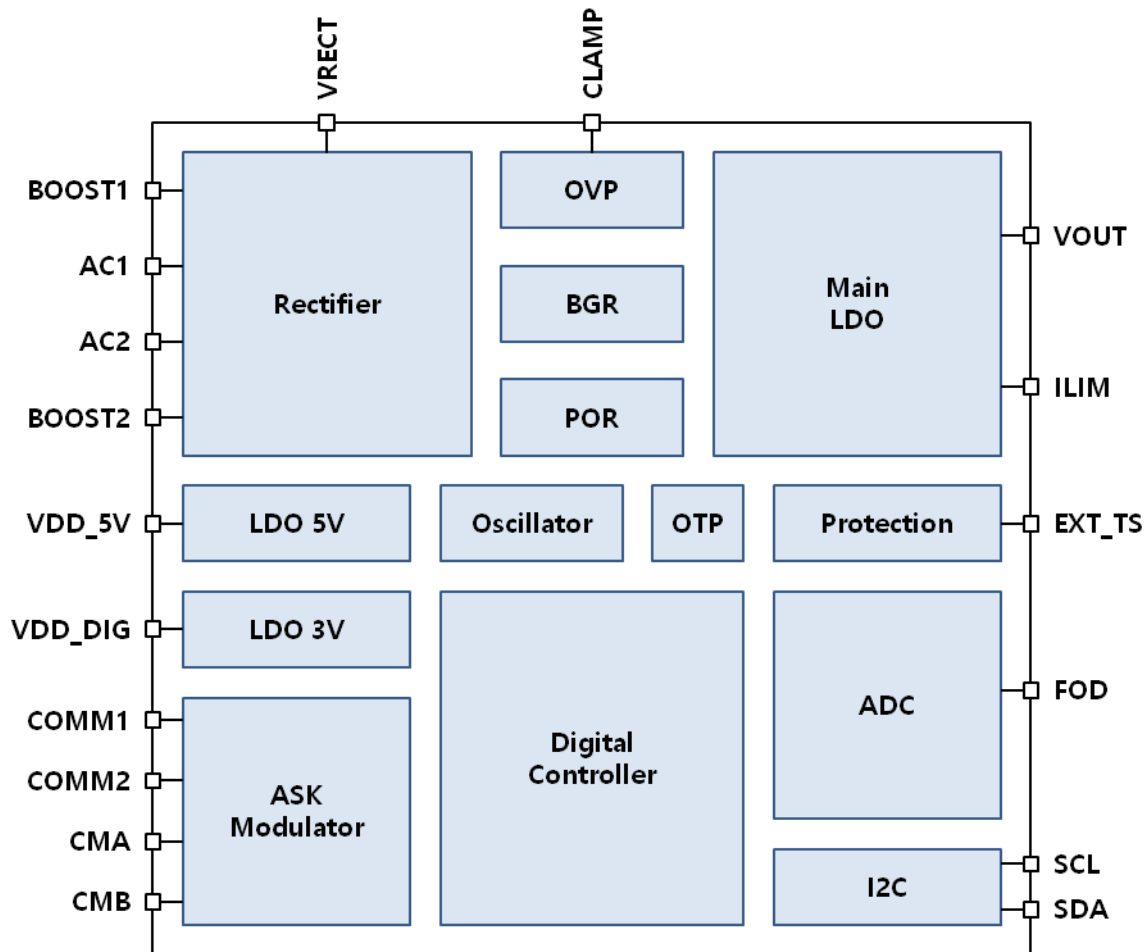 VRECT
CLAMP
BOOST1
AC1
AC2
BOOST2
VDD_5V
VDD_DIG
COMM1
COMM2
CMA
CMB
Rectifier
OVP
BGR
POR
Main
LDO
LDO 5V
Oscillator
OTP
Protection
LDO 3V
ASK
Modulator
Digital
Controller
ADC
I2C
VOUT
ILIM
EXT_TS
FOD
SCL
SDA